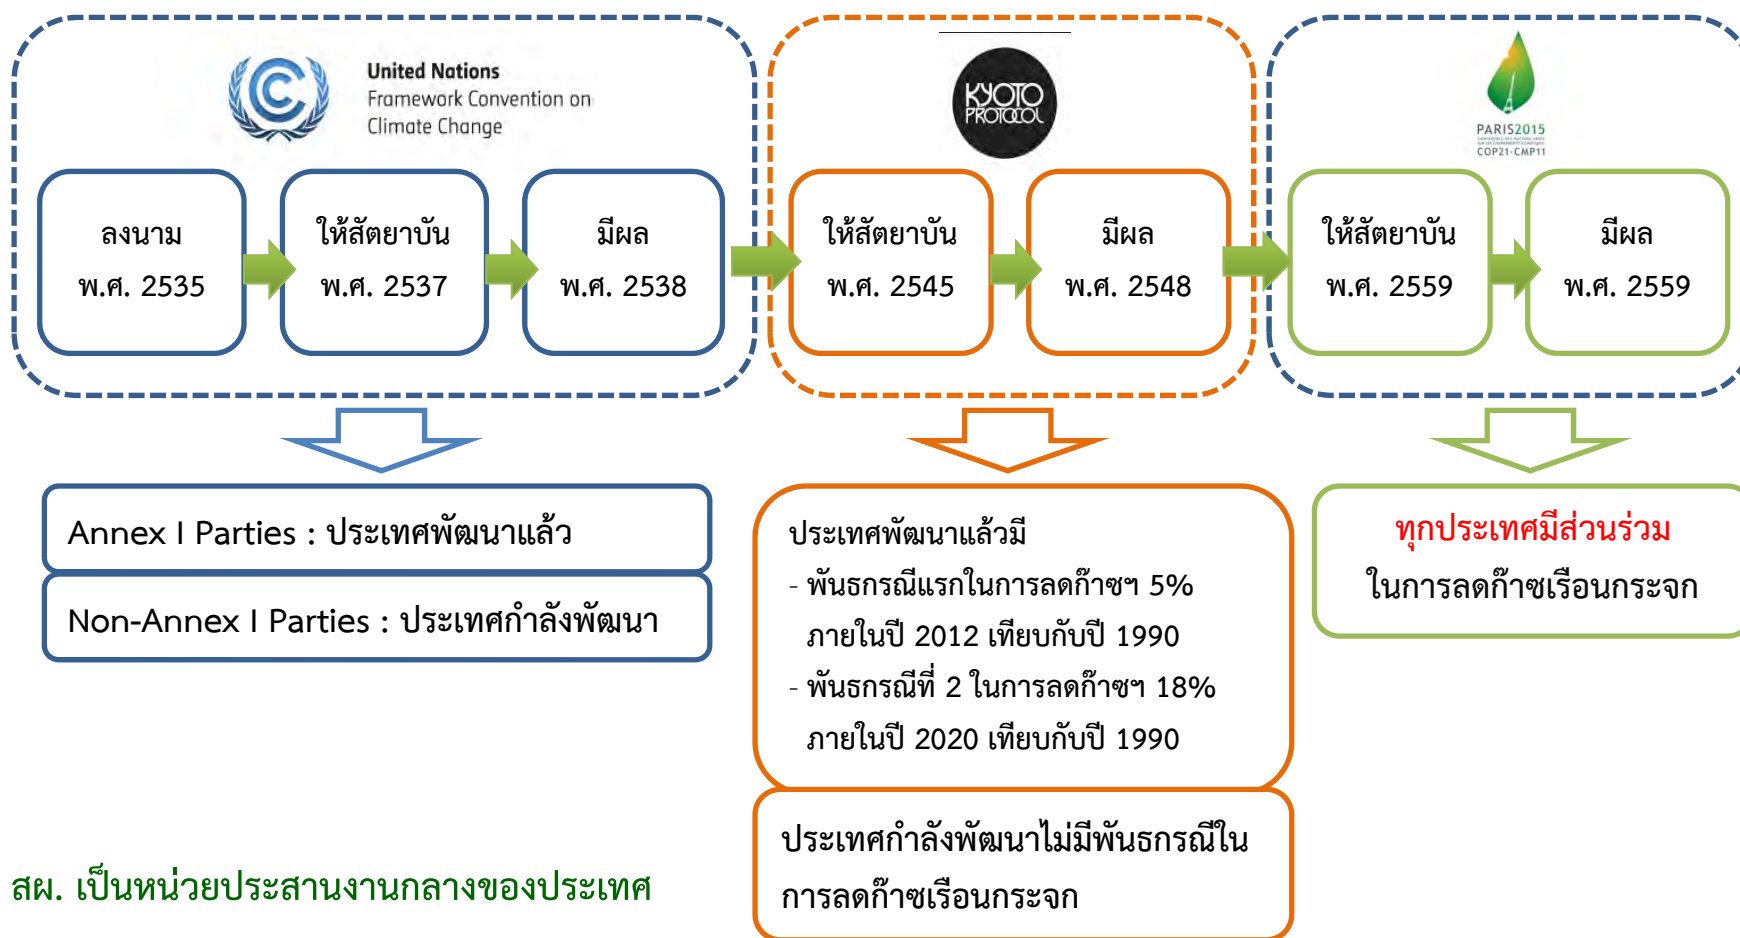 United Nations
Framework Convention on
Climate Change
ลงนาม
พ.ศ. 2535
ให้สัตยาบัน
พ.ศ. 2537
มีผล
พ.ศ. 2538
KYOTO
PROTOCOL
ให้สัตยาบัน
พ.ศ. 2545
มีผล
พ.ศ. 2548
PARIS2015
COP21-CMP11
ให้สัตยาบัน
พ.ศ. 2559
มีผล
พ.ศ. 2559
Annex I Parties : ประเทศพัฒนาแล้ว
Non-Annex I Parties : ประเทศกำลังพัฒนา
ประเทศพัฒนาแล้วมี
- พันธกรณีแรกในการลดก๊าซฯ 5%
ภายในปี 2012 เทียบกับปี 1990
- พันธกรณีที่ 2 ในการลดก๊าซฯ 18%
ภายในปี 2020 เทียบกับปี 1990
ประเทศกำลังพัฒนาไม่มีพันธกรณีใน
การลดก๊าซเรือนกระจก
ทุกประเทศมีส่วนร่วม
ในการลดก๊าซเรือนกระจก
สผ. เป็นหน่วยประสานงานกลางของประเทศ